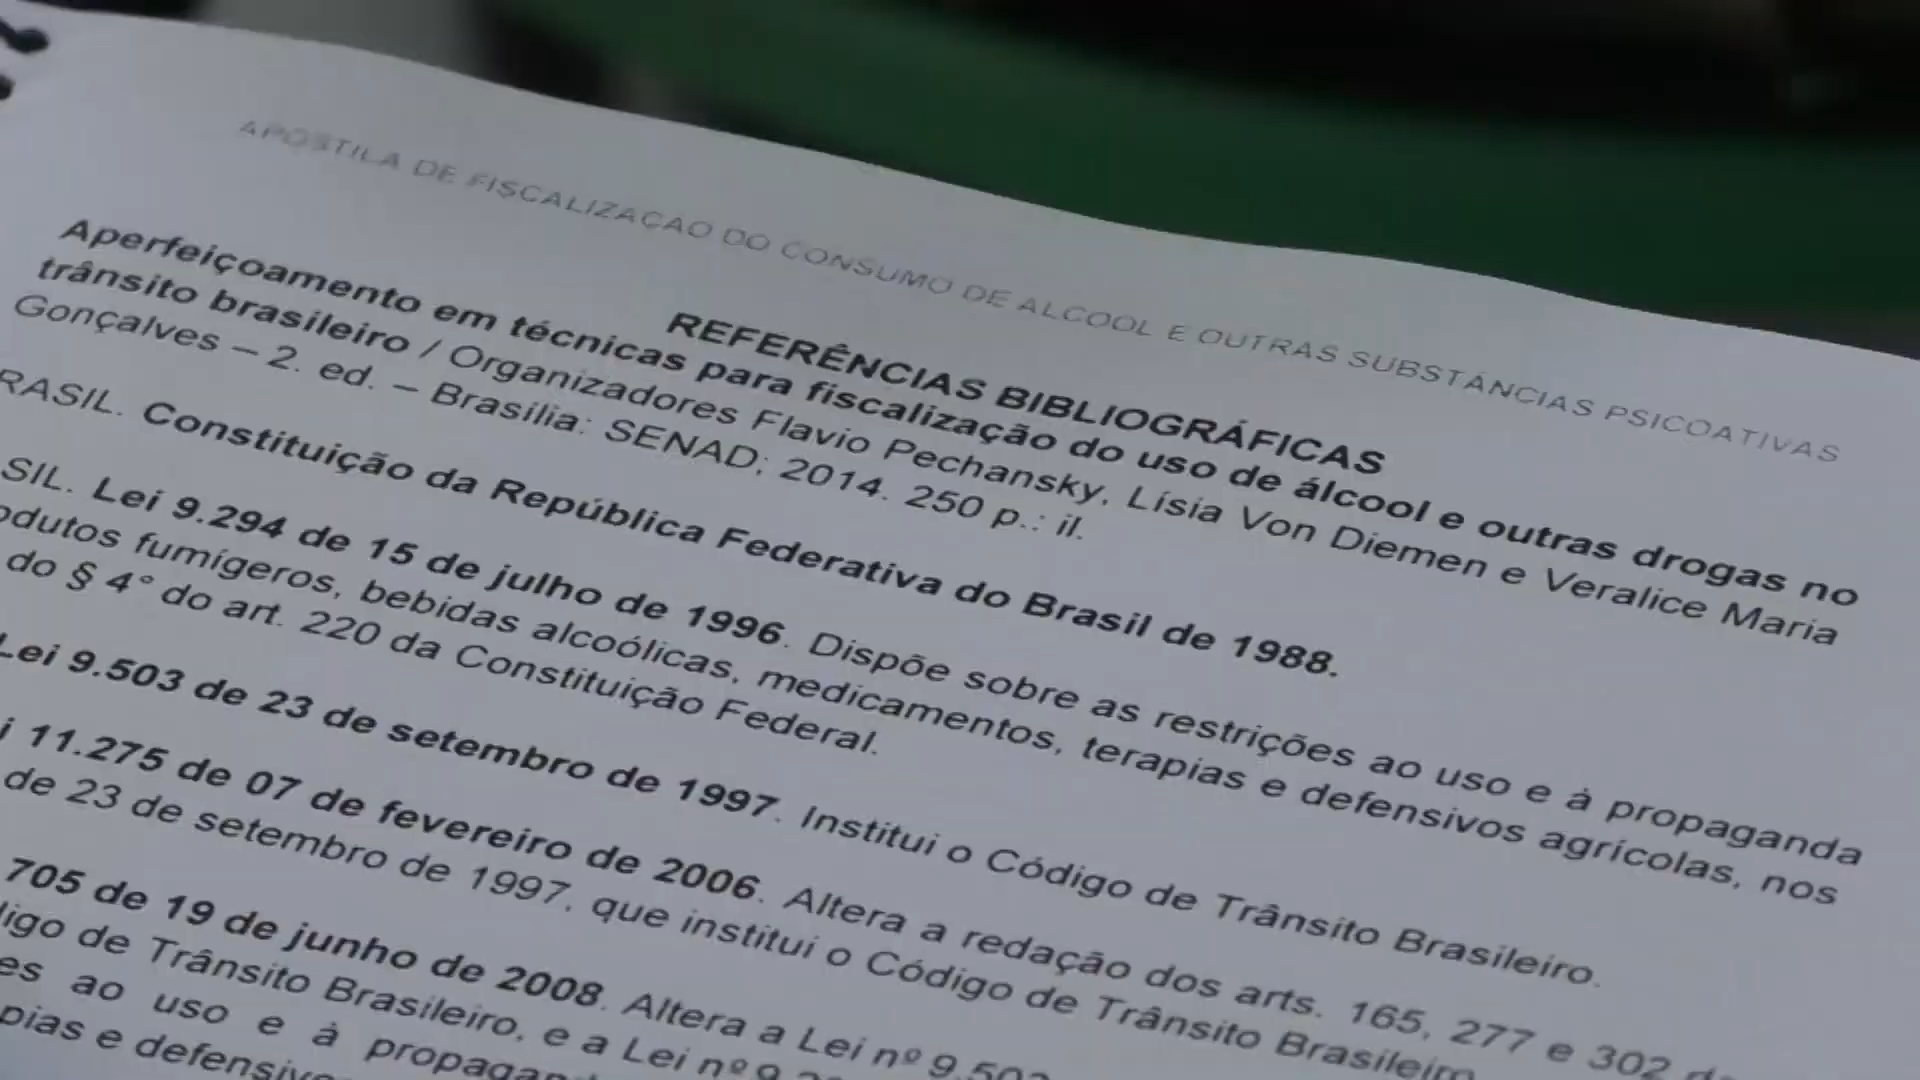 APOSTILA DE FISCALIZAÇAO DO CONSUMO DE ALCOOL E OUTRAS SUBSTÂNCIAS PSICOATIVAS
REFERÊNCIAS BIBLIOGRÁFICAS
Aperfeiçoamento em técnicas para fiscalização do uso de álcool e outras drogas no
trânsito brasileiro / Organizadores Flavio Pechansky, Lísia Von Diemen e Veralice Maria
Gonçalves – 2. ed. – Brasília: SENAD; 2014. 250 p.: il.
RASIL. Constituição da República Federativa do Brasil de 1988.
SIL. Lei 9.294 de 15 de julho de 1996. Dispõe sobre as restrições ao uso e à propaganda
odutos fumígeros, bebidas alcoólicas, medicamentos, terapias e defensivos agrícolas, nos
do § 4° do art. 220 da Constituição Federal.
Lei 9.503 de 23 de setembro de 1997. Institui o Código de Trânsito Brasileiro.
i 11.275 de 07 de fevereiro de 2006. Altera a redação dos arts. 165, 277 e 302
de 23 de setembro de 1997, que institui o Código de Trânsito Brasileiro
705 de 19 de junho de 2008. Altera a Lei nº 9.503
digo de Trânsito Brasileiro, e a Lei nº 9
es ao uso e à propagan
pias e defensiv